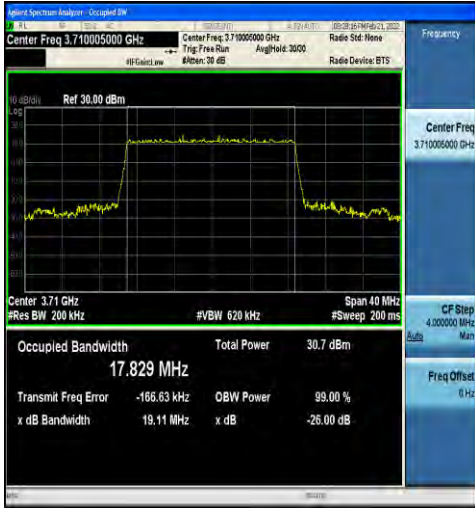 Agilent Spectrum Analyzer - Occupied BW
Center Freq 3.710005000 GHz
Center Freq: 3.710005000 GHz
Trig: Free Run Avg|Hold: 30/30
#IFGain:Low #Atten: 30 dB
Radio Std: None
Radio Device: BTS
Frequency
10 dB/div Ref 30.00 dBm
Log
Center Freq
3.710005000 GHz
Center 3.71 GHz Span 40 MHz
#Res BW 200 kHz #VBW 620 kHz #Sweep 200 ms
CF Step
4.000000 MHz
Auto Man
Occupied Bandwidth Total Power 30.7 dBm
17.829 MHz
Freq Offset
0 Hz
Transmit Freq Error -166.63 kHz OBW Power 99.00 %
x dB Bandwidth 19.11 MHz x dB -26.00 dB